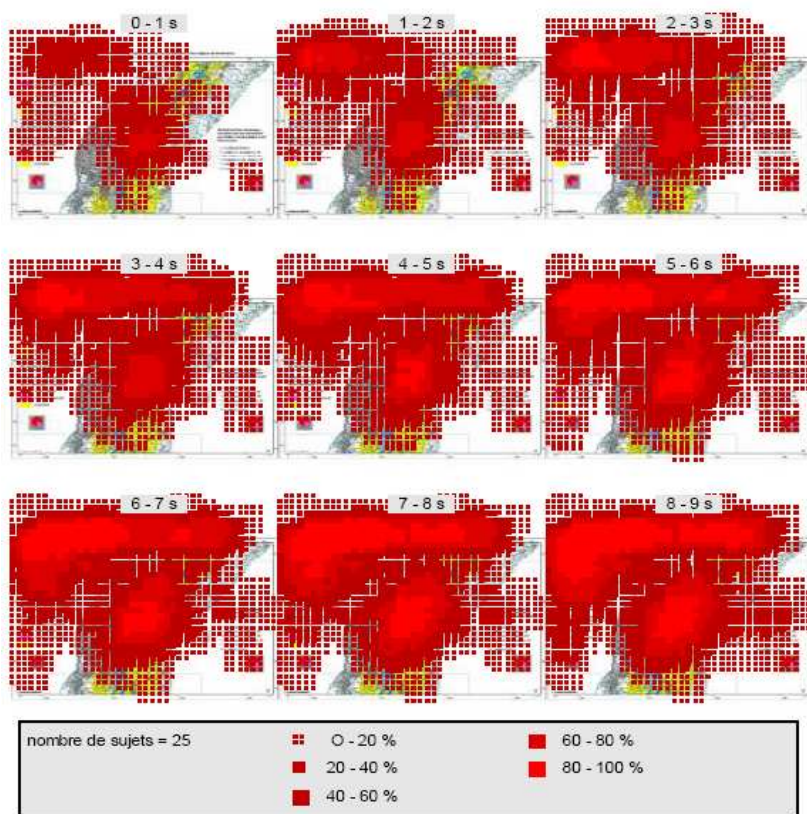 0 - 1 s
1 - 2 s
2 - 3 s
3 - 4 s
4 - 5 s
5 - 6 s
6 - 7 s
7 - 8 s
8 - 9 s
nombre de sujets = 25
O - 20 %
20 - 40 %
40 - 60 %
60 - 80 %
80 - 100 %